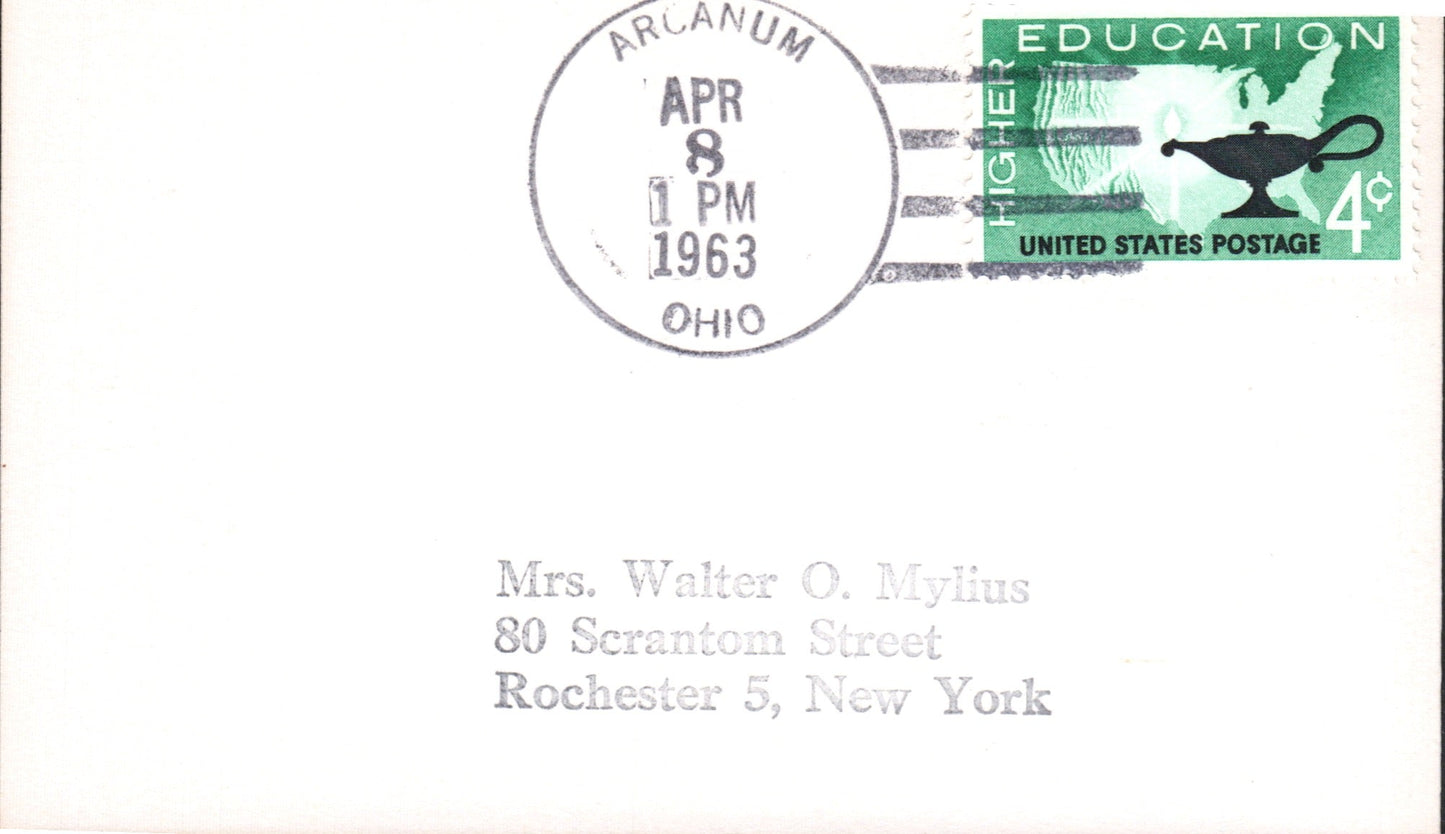 ARCANUM
APR
8
1 PM
1963
OHIO
HIGHER
EDUCATION
4¢
UNITED STATES POSTAGE
Mrs. Walter O. Mylius
80 Scrantom Street
Rochester 5, New York